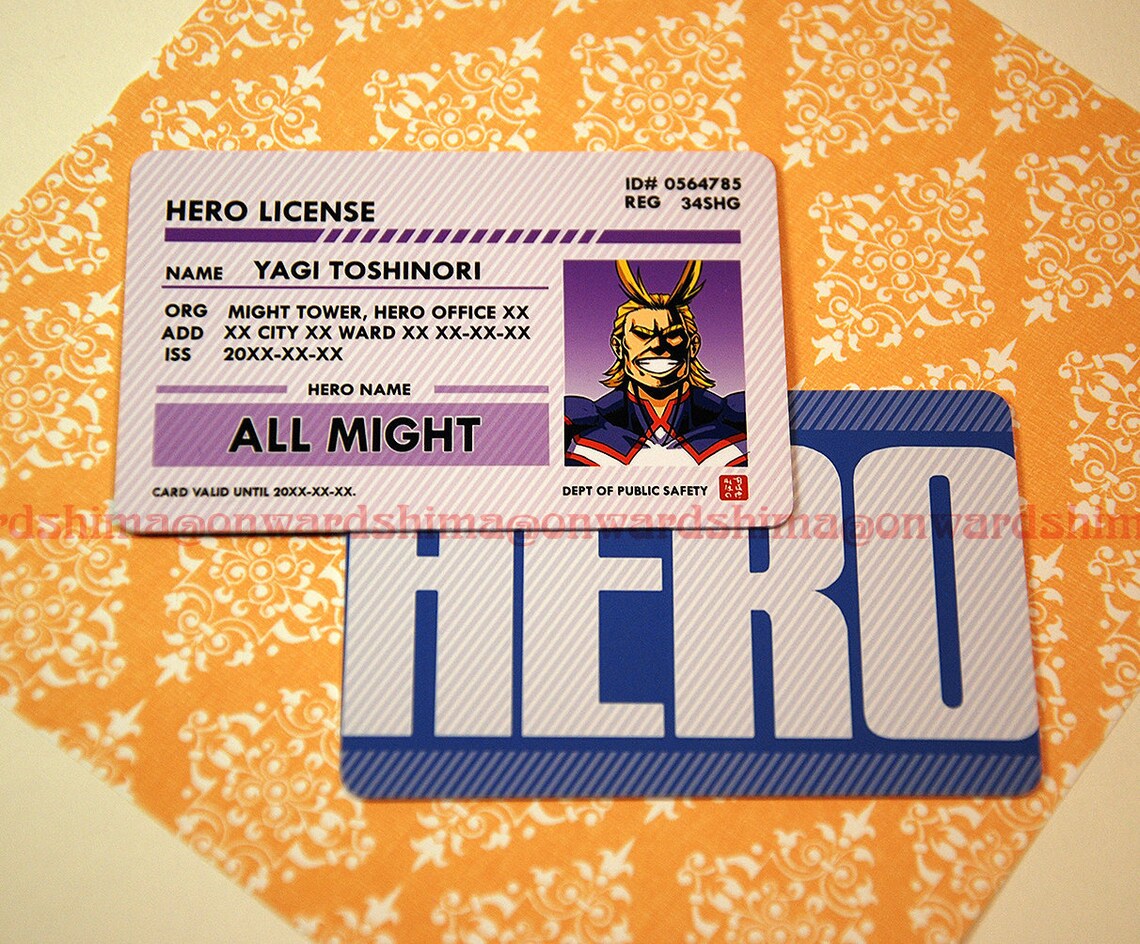 ID# 0564785
REG 34SHG
HERO LICENSE
NAME YAGI TOSHINORI
ORG MIGHT TOWER, HERO OFFICE XX
ADD XX CITY XX WARD XX XX-XX-XX
ISS 20XX-XX-XX
HERO NAME
ALL MIGHT
CARD VALID UNTIL 20XX-XX-XX.
DEPT OF PUBLIC SAFETY
rdshima@onwardshima@onwardshima@onwardshim
HERO